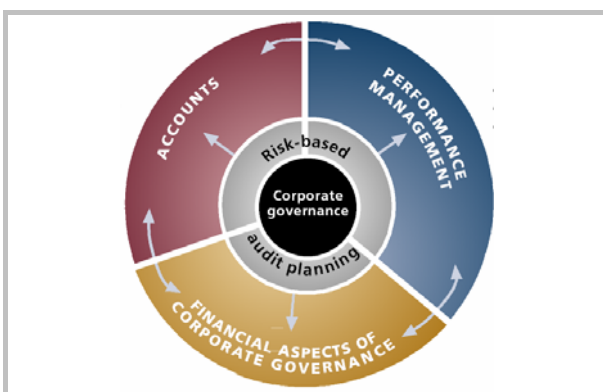 ACCOUNTS
PERFORMANCE
MANAGEMENT
Risk-based
Corporate
governance
audit planning
FINANCIAL ASPECTS OF
CORPORATE GOVERNANCE